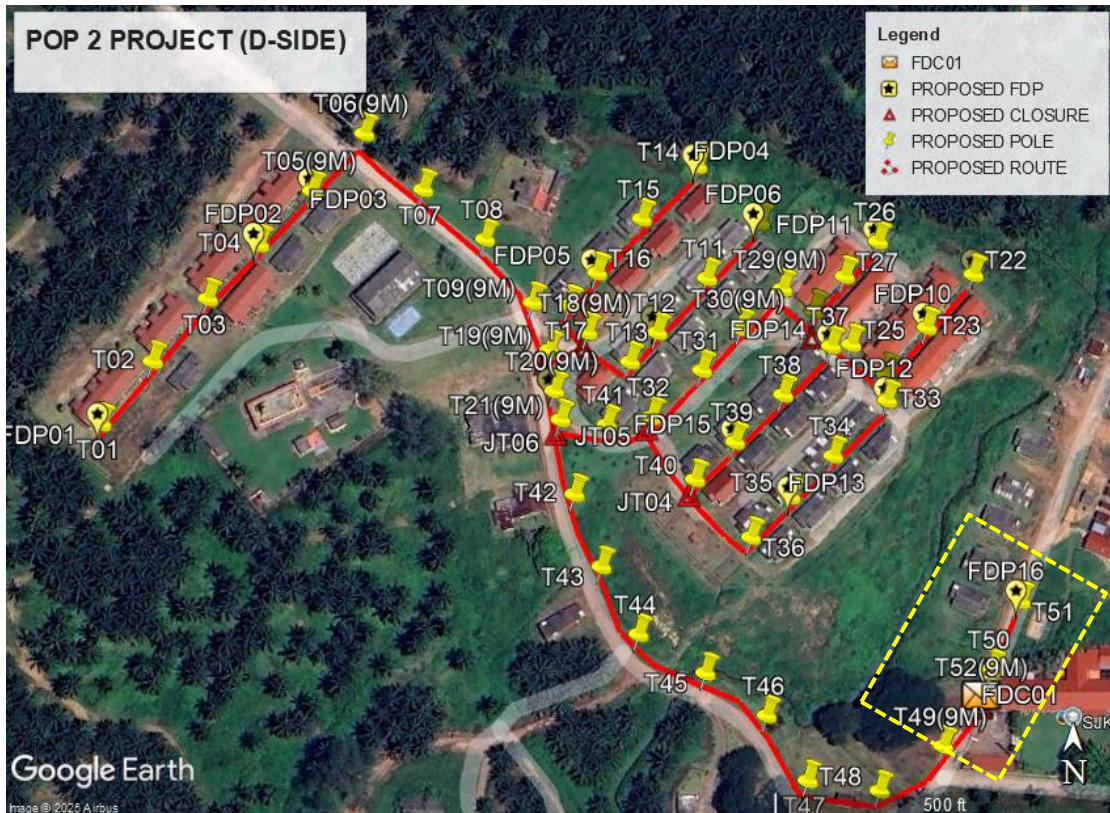 POP 2 PROJECT (D-SIDE)
Legend
FDC01
PROPOSED FDP
PROPOSED CLOSURE
PROPOSED POLE
PROPOSED ROUTE
T06(9M)
T05(9M)
FDP03
FDP02
T04
T07
T08
T03
T02
FDP01
T01
T14
FDP04
T15
FDP06
FDP11
T26
FDP05
T16
T11
T29(9M)
T27
T22
T09(9M)
T18(9M)
T12
T30(9M)
T37
FDP10
T19(9M)
T17
T13
T31
FDP14
T25
T23
T20(9M)
T38
FDP12
T41
T32
T33
T21(9M)
JT06
JT05
FDP15
T39
T34
T40
T35
FDP13
T42
JT04
T36
T43
T44
FDP16
T51
T50
T45
T46
T52(9M)
FDC01
T49(9M)
SJK
N
T48
T47
500 ft
Google Earth
Image © 2025 Airbus